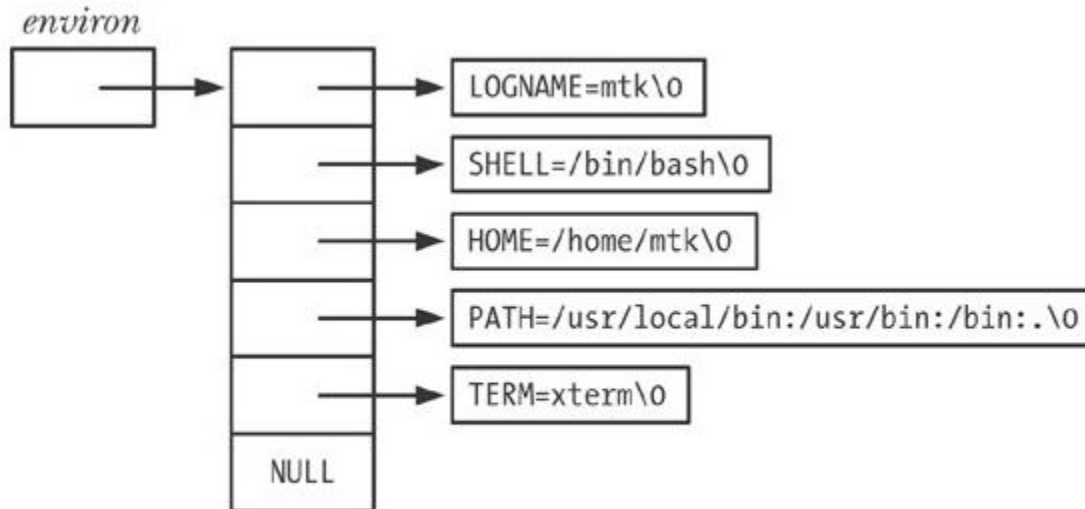 environ
LOGNAME=mtk\0
SHELL=/bin/bash\0
HOME=/home/mtk\0
PATH=/usr/local/bin:/usr/bin:/bin:.\0
TERM=xterm\0
NULL